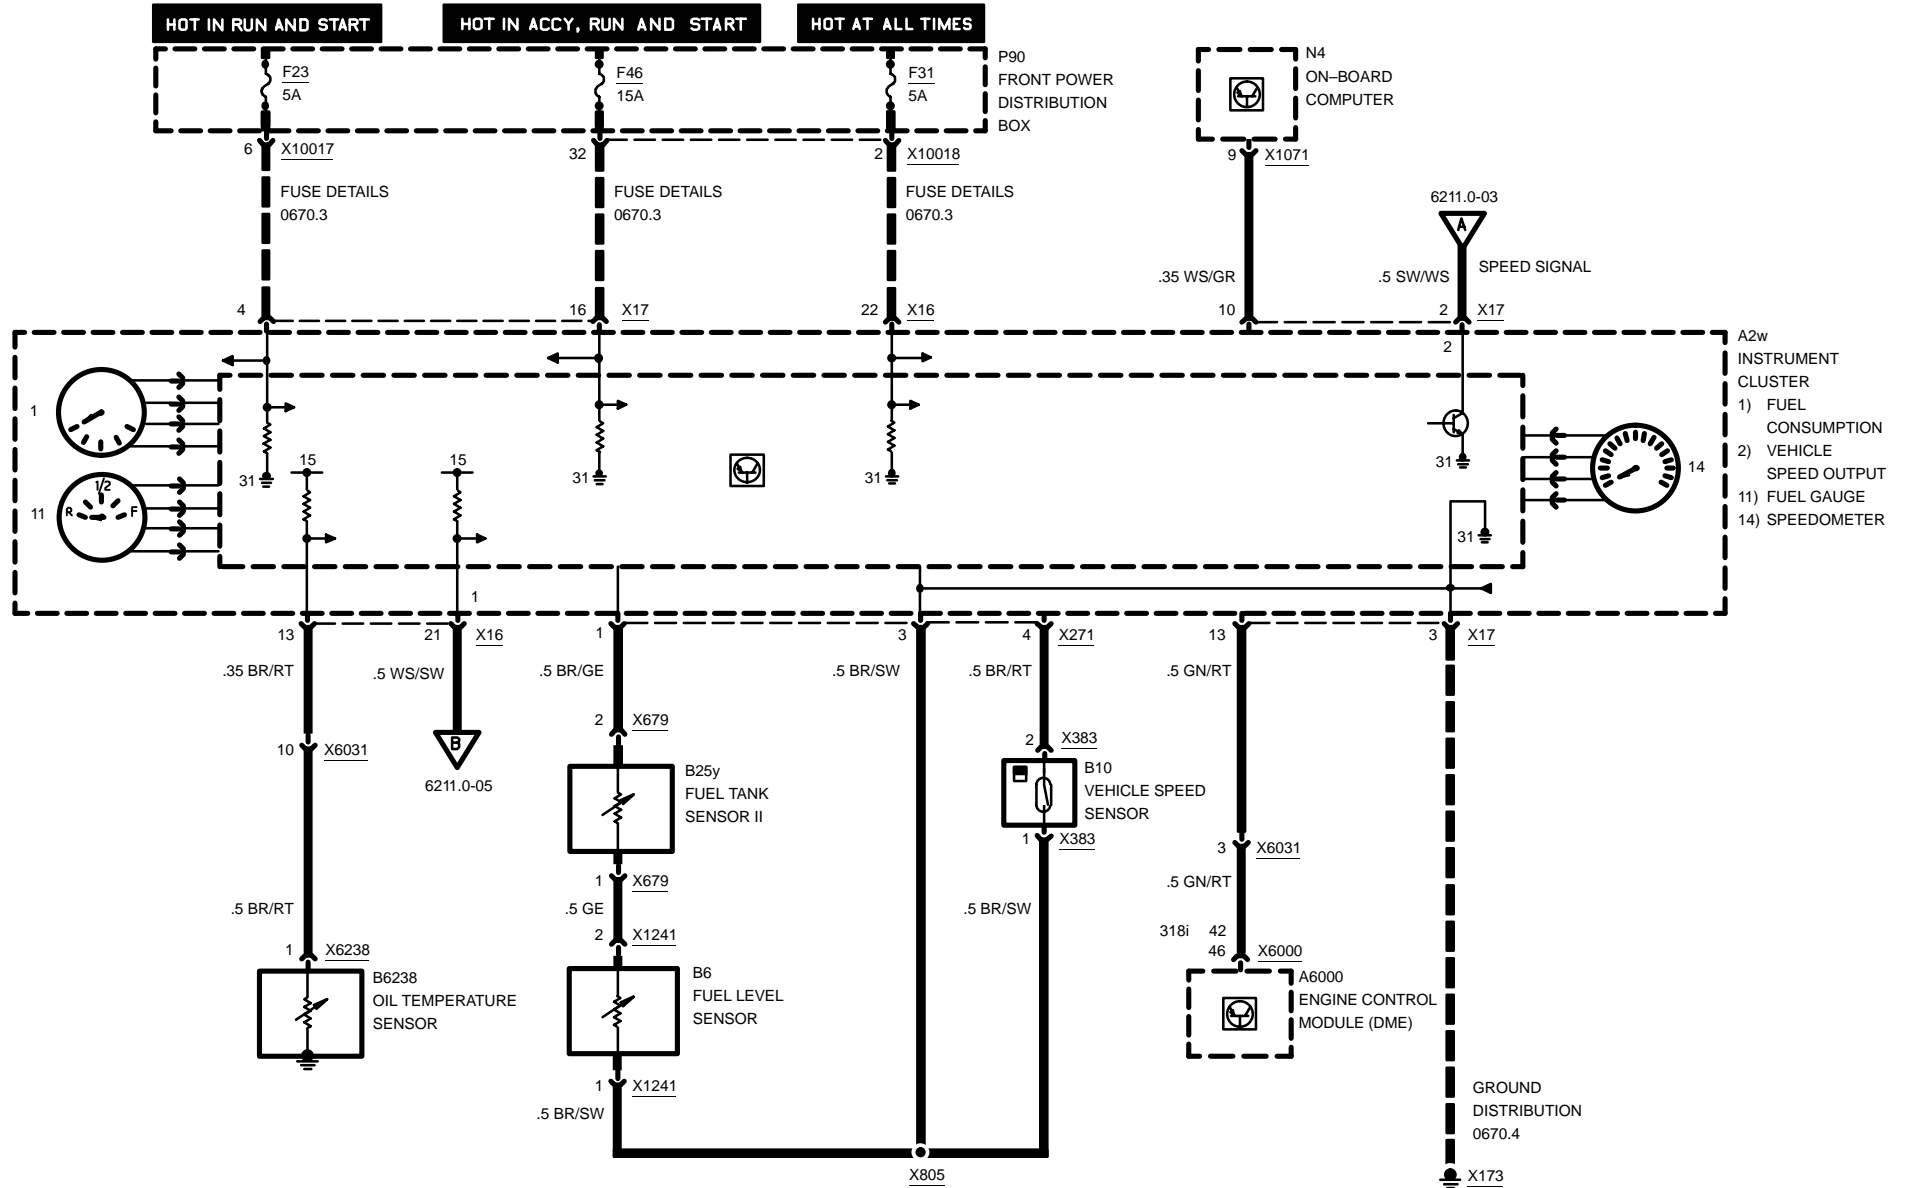 HOT IN RUN AND START
HOT IN ACCY, RUN AND START
HOT AT ALL TIMES
F23
5A
F46
15A
F31
5A
P90
FRONT POWER
DISTRIBUTION
BOX
N4
ON–BOARD
COMPUTER
6
X10017
32
2
X10018
9
X1071
FUSE DETAILS
0670.3
FUSE DETAILS
0670.3
FUSE DETAILS
0670.3
6211.0-03
A
.35 WS/GR
.5 SW/WS
SPEED SIGNAL
4
16
X17
22
X16
10
2
X17
2
A2w
INSTRUMENT
CLUSTER
1) FUEL
CONSUMPTION
2) VEHICLE
SPEED OUTPUT
11) FUEL GAUGE
14) SPEEDOMETER
1
11
R
1/2
F
31
15
15
31
31
31
31
14
1
13
21
X16
1
3
4
X271
13
3
X17
.35 BR/RT
.5 WS/SW
.5 BR/GE
.5 BR/SW
.5 BR/RT
.5 GN/RT
10
X6031
B
6211.0-05
2
X679
B25y
FUEL TANK
SENSOR II
2
X383
B10
VEHICLE SPEED
SENSOR
1
X383
3
X6031
1
X679
.5 GN/RT
.5 BR/RT
.5 GE
.5 BR/SW
2
X1241
318i 42
46
X6000
1
X6238
B6238
OIL TEMPERATURE
SENSOR
B6
FUEL LEVEL
SENSOR
A6000
ENGINE CONTROL
MODULE (DME)
1
X1241
.5 BR/SW
GROUND
DISTRIBUTION
0670.4
X805
X173